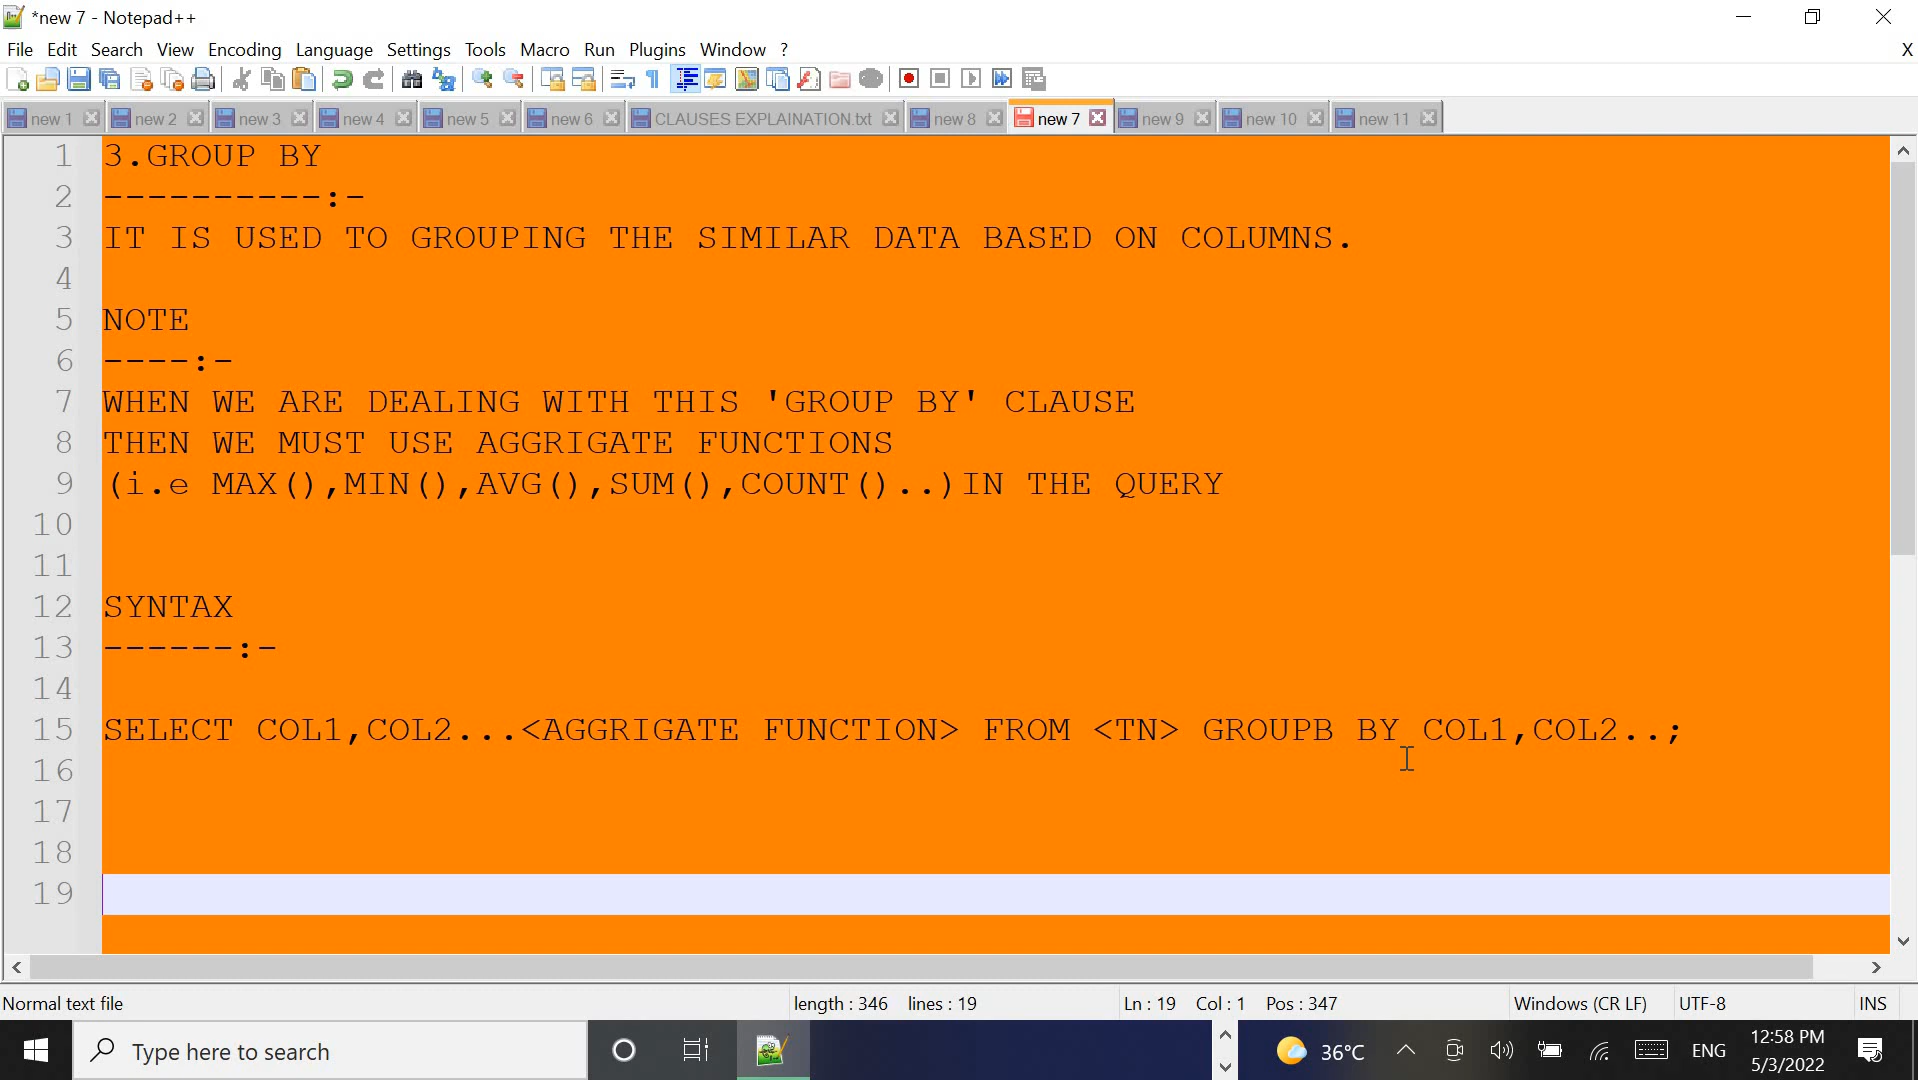 *new 7 - Notepad++
File Edit Search View Encoding Language Settings Tools Macro Run Plugins Window ? X
new 1 new 2 new 3 new 4 new 5 new 6 CLAUSES EXPLAINATION.txt new 8 new 7 new 9 new 10 new 11
1 3.GROUP BY
2 ----------:-
3 IT IS USED TO GROUPING THE SIMILAR DATA BASED ON COLUMNS.
4
5 NOTE
6 ----:-
7 WHEN WE ARE DEALING WITH THIS 'GROUP BY' CLAUSE
8 THEN WE MUST USE AGGRIGATE FUNCTIONS
9 (i.e MAX(),MIN(),AVG(),SUM(),COUNT()..)IN THE QUERY
10
11
12 SYNTAX
13 ------:-
14
15 SELECT COL1,COL2...<AGGRIGATE FUNCTION> FROM <TN> GROUPB BY COL1,COL2..;
16
17
18
19
Normal text file length : 346 lines : 19 Ln : 19 Col : 1 Pos : 347 Windows (CR LF) UTF-8 INS
Type here to search 36°C ENG 12:58 PM
5/3/2022